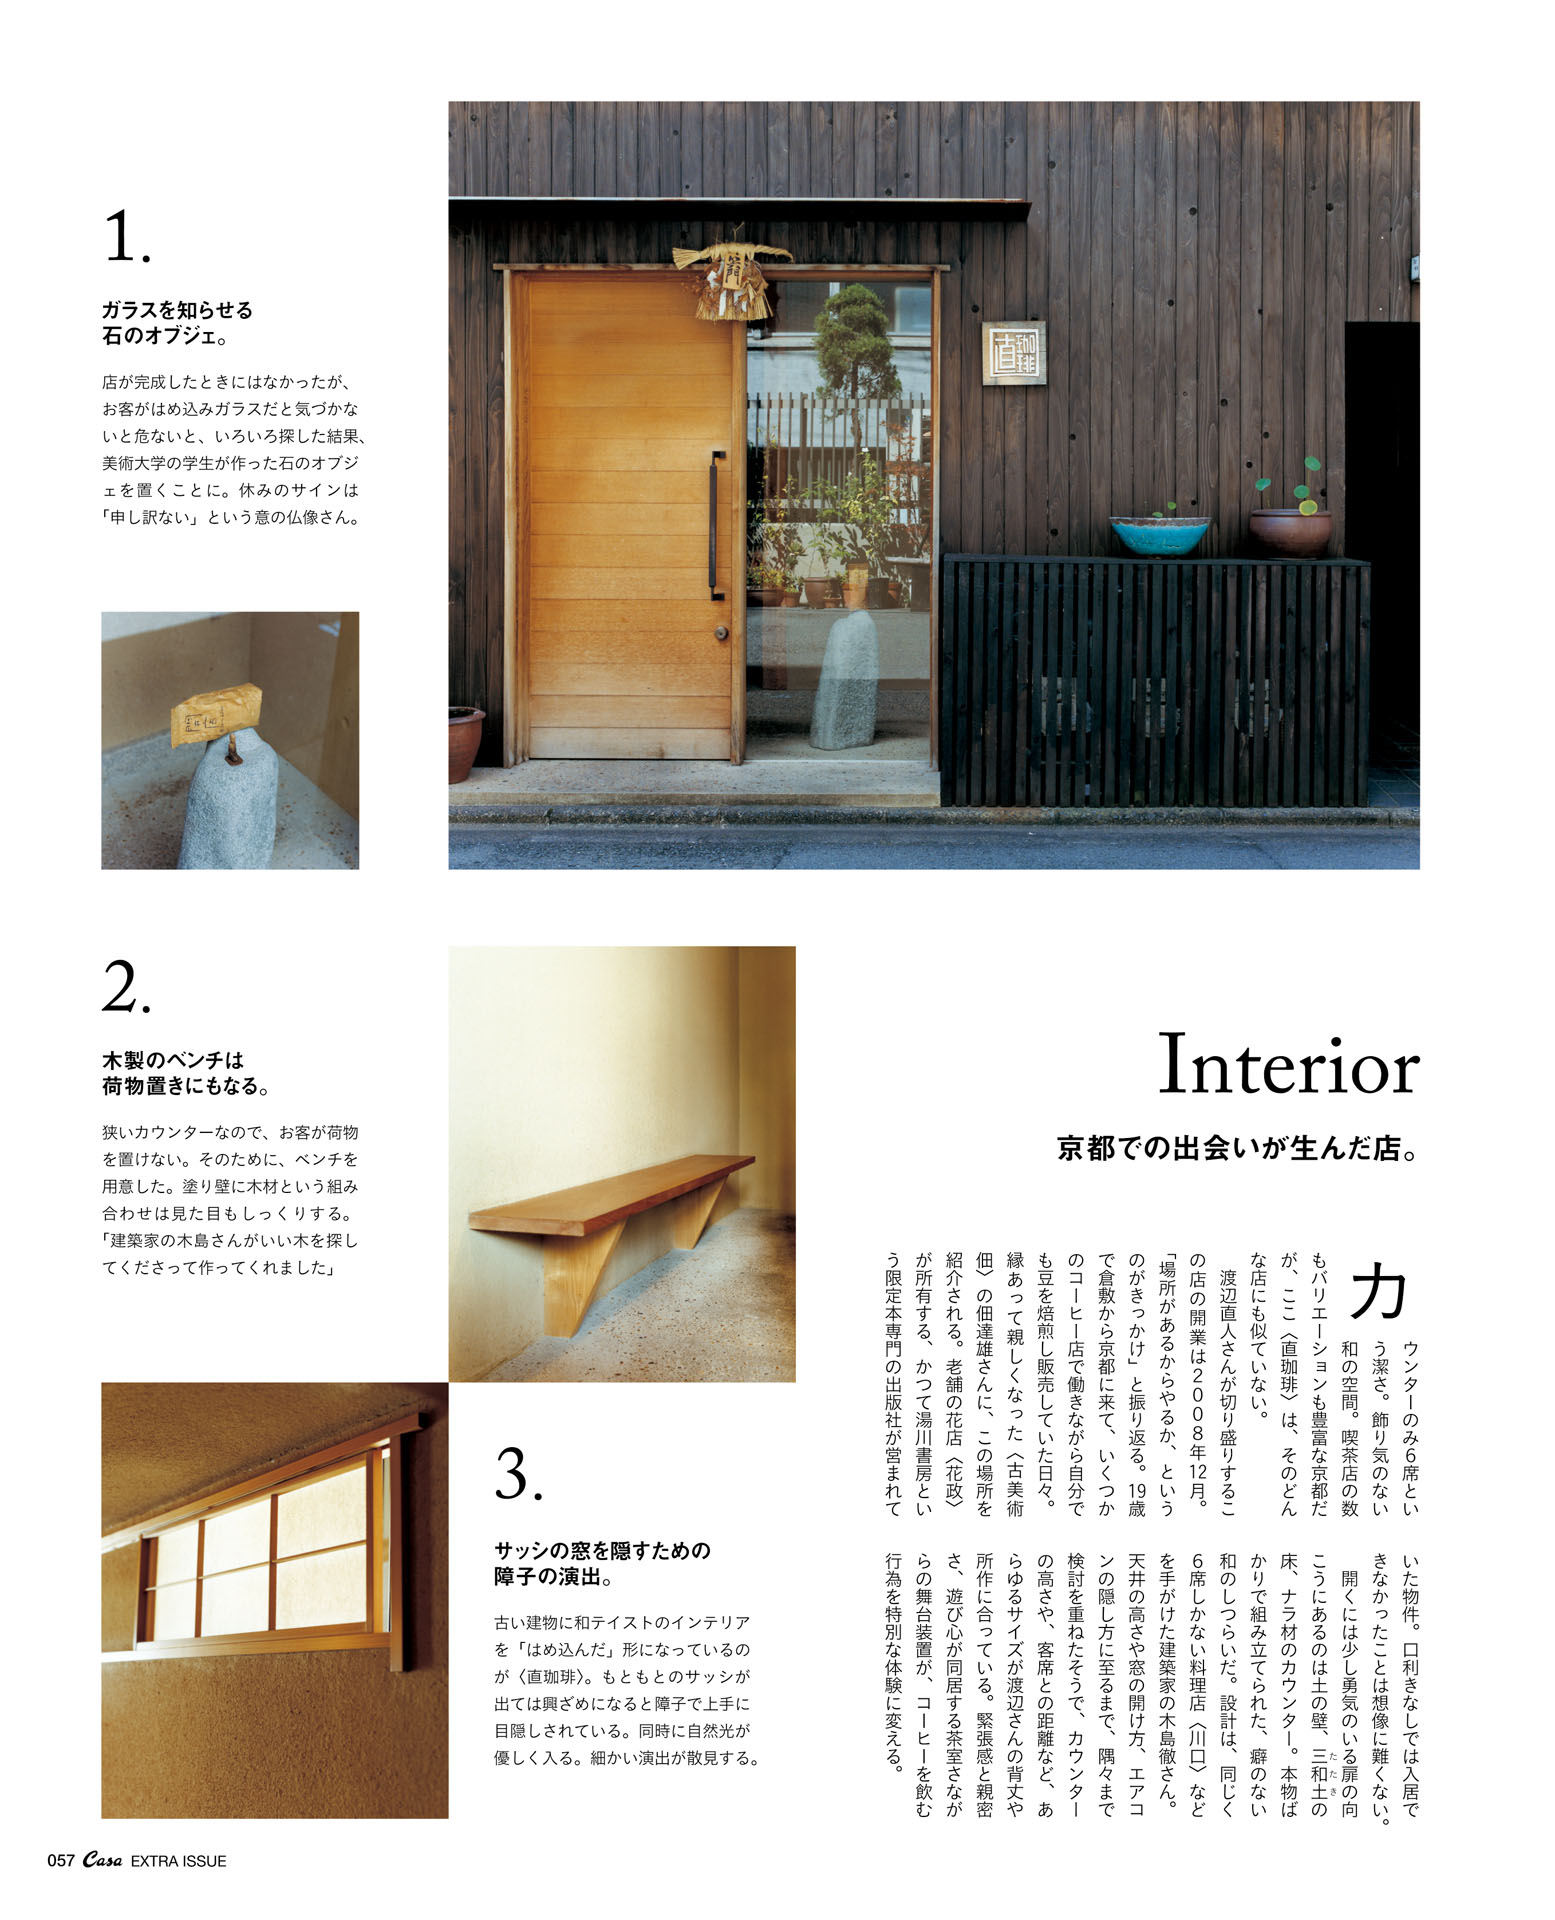 1.
ガラスを知らせる
石のオブジェ。
店が完成したときにはなかったが、
お客がはめ込みガラスだと気づかな
いと危ないと、いろいろ探した結果、
美術大学の学生が作った石のオブジ
ェを置くことに。休みのサインは
「申し訳ない」という意の仏像さん。
直珈琲
2.
木製のベンチは
荷物置きにもなる。
狭いカウンターなので、お客が荷物
を置けない。そのために、ベンチを
用意した。塗り壁に木材という組み
合わせは見た目もしっくりする。
「建築家の木島さんがいい木を探し
てくださって作ってくれました」
3.
サッシの窓を隠すための
障子の演出。
古い建物に和テイストのインテリア
を「はめ込んだ」形になっているの
が〈直珈琲〉。もともとのサッシが
出ては興ざめになると障子で上手に
目隠しされている。同時に自然光が
優しく入る。細かい演出が散見する。
Interior
京都での出会いが生んだ店。
カウンターのみ6席とい
う潔さ。飾り気のない
和の空間。喫茶店の数
もバリエーションも豊富な京都だ
が、ここ〈直珈琲〉は、そのどん
な店にも似ていない。
渡辺直人さんが切り盛りするこ
の店の開業は2008年12月。
「場所があるからやるか、という
のがきっかけ」と振り返る。19歳
で倉敷から京都に来て、いくつか
のコーヒー店で働きながら自分で
も豆を焙煎し販売していた日々。
縁あって親しくなった〈古美術
佃〉の佃達雄さんに、この場所を
紹介される。老舗の花店〈花政〉
が所有する、かつて湯川書房とい
う限定本専門の出版社が営まれて
いた物件。口利きなしでは入居で
きなかったことは想像に難くない。
開くには少し勇気のいる扉の向
こうにあるのは土の壁、三和土の
たたき
床、ナラ材のカウンター。本物ば
かりで組み立てられた、癖のない
和のしつらいだ。設計は、同じく
6席しかない料理店〈川口〉など
を手がけた建築家の木島徹さん。
天井の高さや窓の開け方、エアコ
ンの隠し方に至るまで、隅々まで
検討を重ねたそうで、カウンター
の高さや、客席との距離など、あ
らゆるサイズが渡辺さんの背丈や
所作に合っている。緊張感と親密
さ、遊び心が同居する茶室さなが
らの舞台装置が、コーヒーを飲む
行為を特別な体験に変える。
057 Casa EXTRA ISSUE